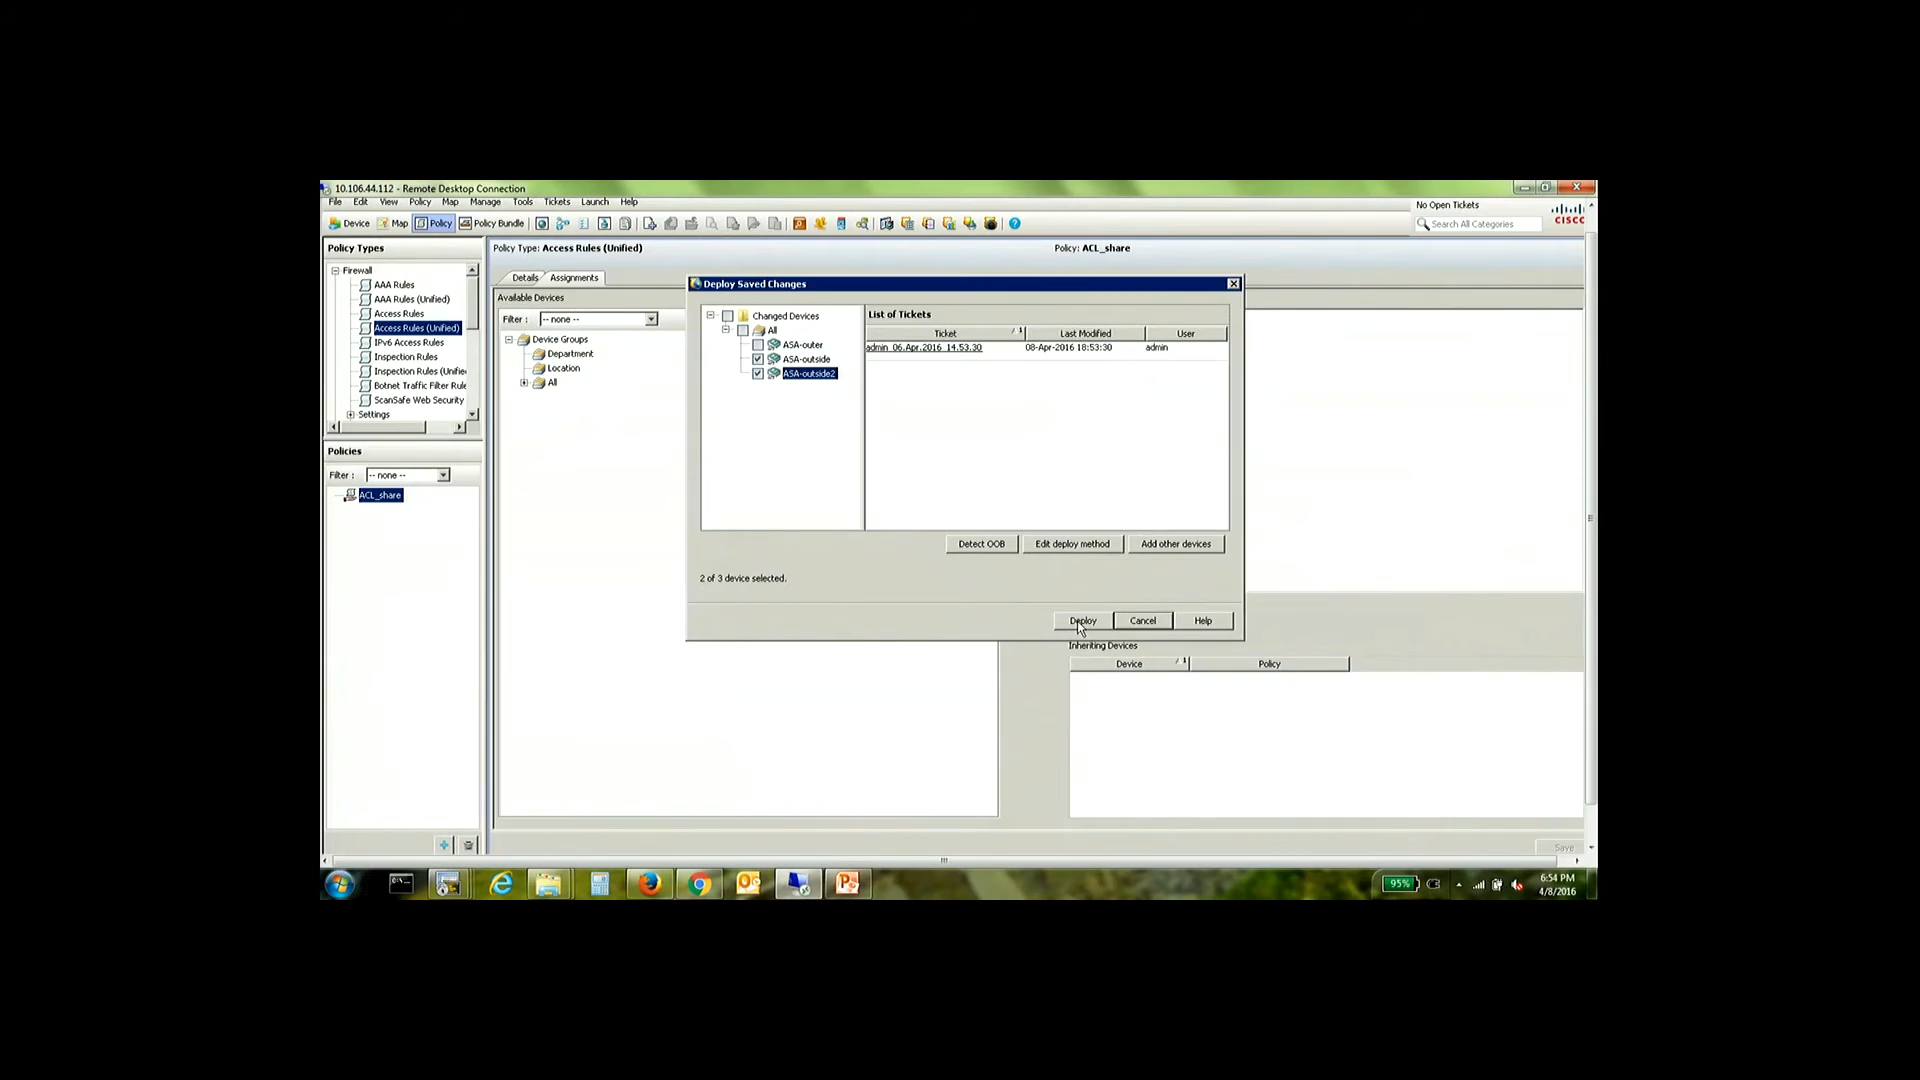 10.106.44.112 - Remote Desktop Connection
File Edit View Policy Map Manage Tools Tickets Launch Help
No Open Tickets
CISCO
Device Map Policy Policy Bundle
Search All Categories
Policy Types
Policy Type: Access Rules (Unified)
Policy: ACL_share
Firewall
AAA Rules
AAA Rules (Unified)
Access Rules
Access Rules (Unified)
IPv6 Access Rules
Inspection Rules
Inspection Rules (Unifie
Botnet Traffic Filter Rule
ScanSafe Web Security
Settings
Policies
Filter : -- none --
ACL_share
Details Assignments
Available Devices
Filter : -- none --
Device Groups
Department
Location
All
Deploy Saved Changes
Changed Devices
All
ASA-outer
ASA-outside
ASA-outside2
List of Tickets
Ticket / 1 Last Modified User
admin_06.Apr.2016_14.53.30 08-Apr-2016 18:53:30 admin
Detect OOB Edit deploy method Add other devices
2 of 3 device selected.
Deploy Cancel Help
Inheriting Devices
Device / 1 Policy
Save
95%
6:54 PM
4/8/2016